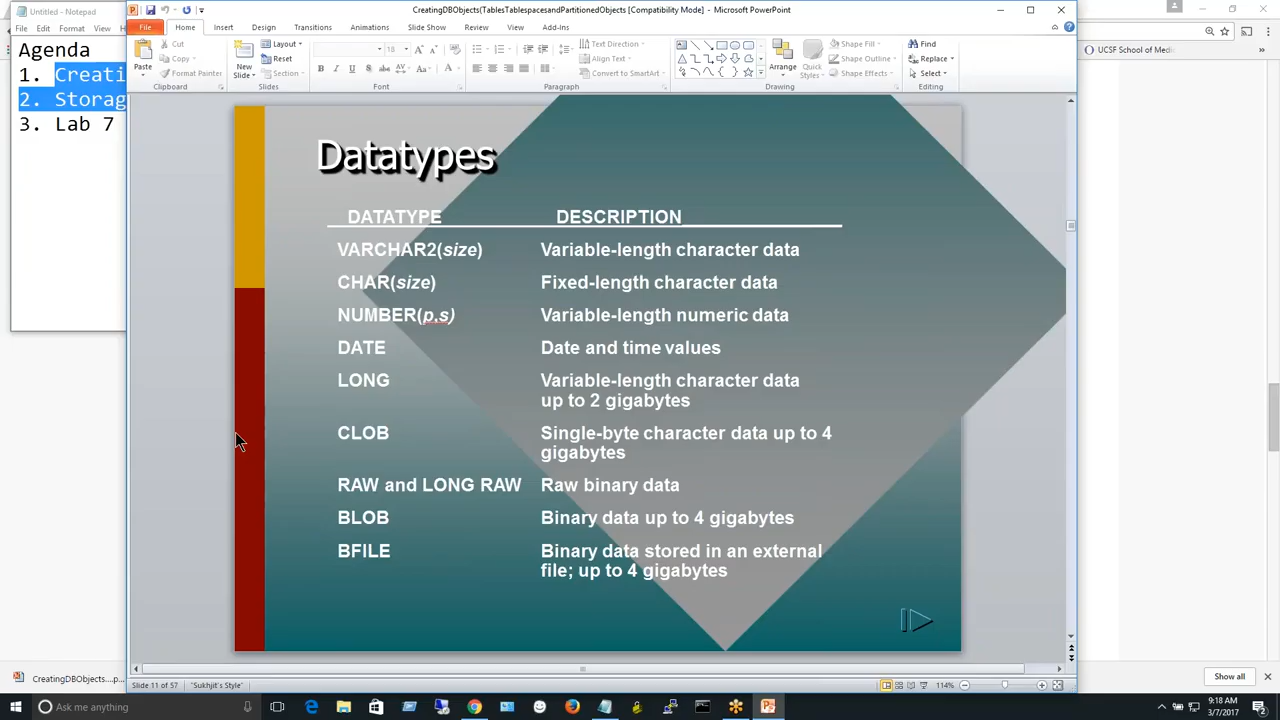 Untitled - Notepad
File Edit Format View Help
Agenda
1. Creati
2. Storag
3. Lab 7
CreatingDBObjects(TablesTablespacesandPartitionedObjects [Compatibility Mode] - Microsoft PowerPoint
File Home Insert Design Transitions Animations Slide Show Review View Add-Ins
Paste
Cut
Copy
Format Painter
Clipboard
New Slide
Layout
Reset
Section
Slides
18
Font
Text Direction
Align Text
Convert to SmartArt
Paragraph
Arrange
Quick Styles
Shape Fill
Shape Outline
Shape Effects
Drawing
Find
Replace
Select
Editing
UCSF School of Medi
Datatypes
DATATYPE DESCRIPTION
VARCHAR2(size) Variable-length character data
CHAR(size) Fixed-length character data
NUMBER(p,s) Variable-length numeric data
DATE Date and time values
LONG Variable-length character data
up to 2 gigabytes
CLOB Single-byte character data up to 4
gigabytes
RAW and LONG RAW Raw binary data
BLOB Binary data up to 4 gigabytes
BFILE Binary data stored in an external
file; up to 4 gigabytes
CreatingDBObjects....p...
Show all
Slide 11 of 57 "Sukhjit's Style" 114%
Ask me anything
9:18 AM
3/7/2017